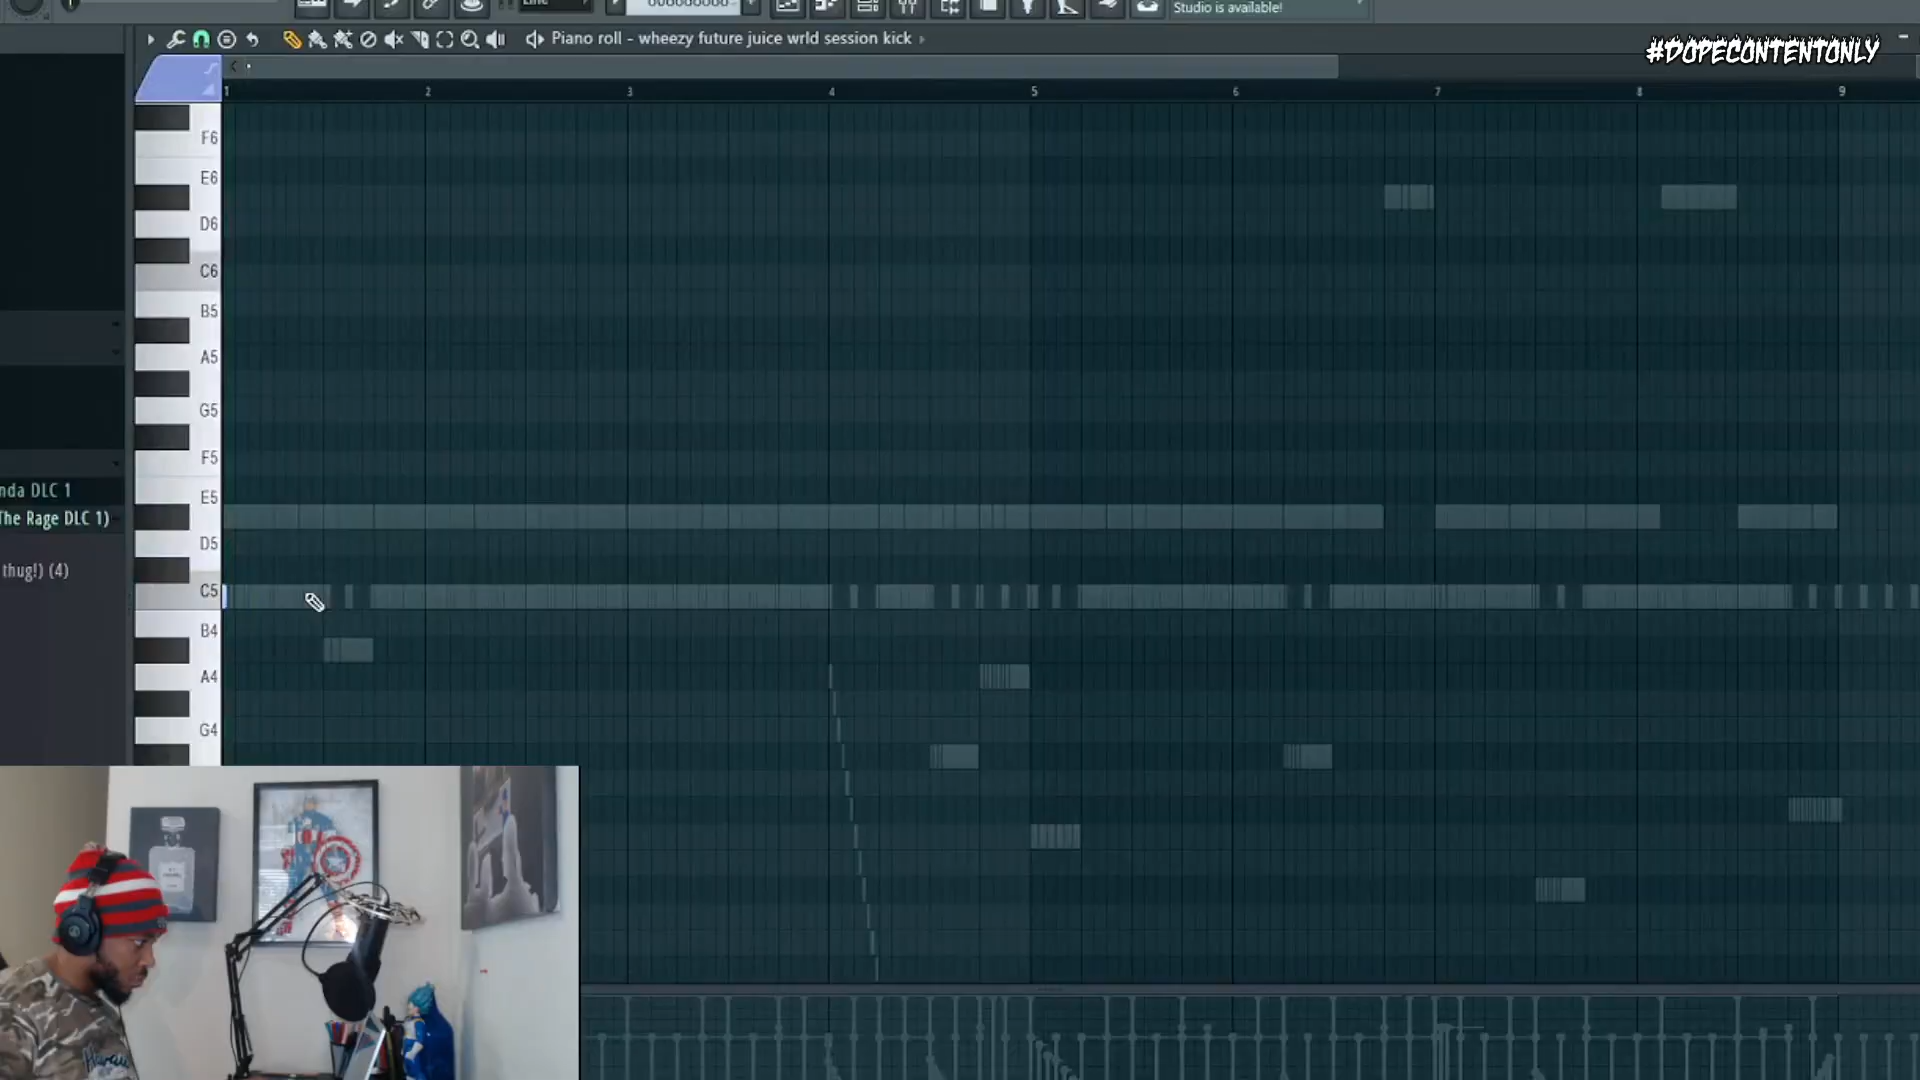 Line
Studio is available!
Piano roll - wheezy future juice wrld session kick
#DOPECONTENTONLY
1 2 3 4 5 6 7 8 9
F6
E6
D6
C6
B5
A5
G5
F5
E5
nda DLC 1
The Rage DLC 1)
D5
thug!) (4)
C5
B4
A4
G4